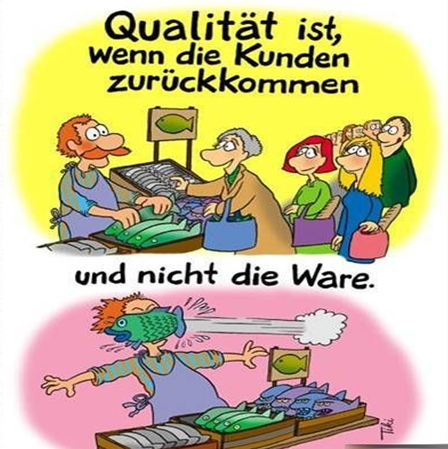 Qualität ist,
wenn die Kunden
zurückkommen
und nicht die Ware.